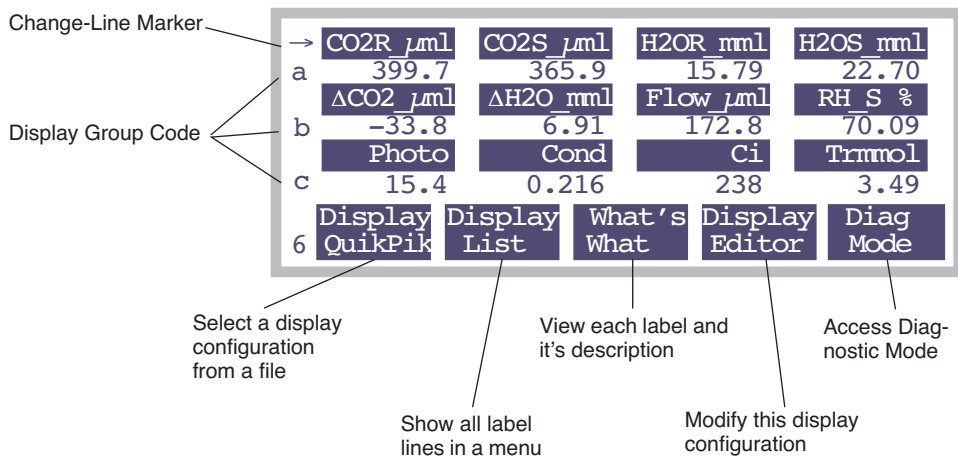 Change-Line Marker
→ CO2R_µml CO2S_µml H2OR_mml H2OS_mml
a 399.7 365.9 15.79 22.70
ΔCO2_µml ΔH2O_mml Flow_µml RH_S %
Display Group Code
b -33.8 6.91 172.8 70.09
Photo Cond Ci Trmmol
c 15.4 0.216 238 3.49
Display Display What's Display Diag
6 QuikPik List What Editor Mode
Select a display
configuration
from a file
View each label and
it's description
Access Diag-
nostic Mode
Show all label
lines in a menu
Modify this display
configuration